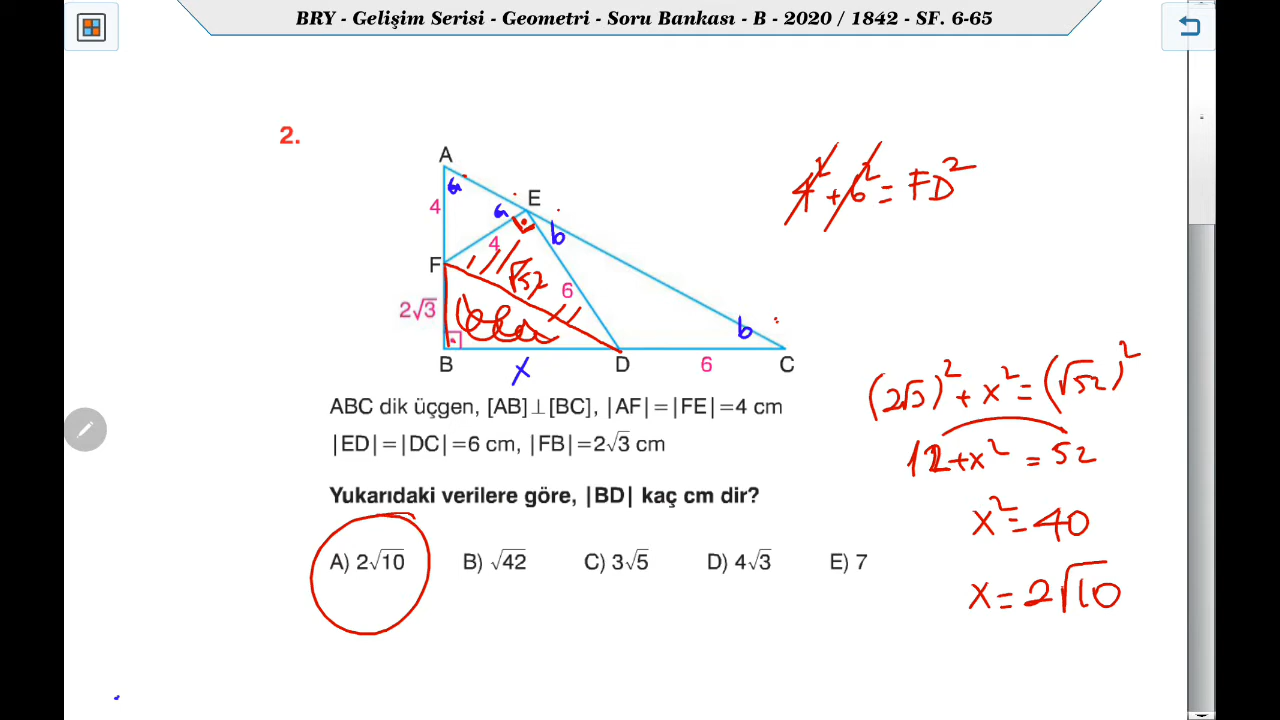 BRY - Gelişim Serisi - Geometri - Soru Bankası - B - 2020 / 1842 - SF. 6-65
2.
A
a
4
E
a
b
4
F
√52
6
2√3
b
B
D
6
C
x
4² + 6² = FD²
(2√3)² + x² = (√52)²
12 + x² = 52
x² = 40
x = 2√10
ABC dik üçgen, [AB]⊥[BC], |AF|=|FE|=4 cm
|ED|=|DC|=6 cm, |FB|=2√3 cm
Yukarıdaki verilere göre, |BD| kaç cm dir?
A) 2√10 B) √42 C) 3√5 D) 4√3 E) 7